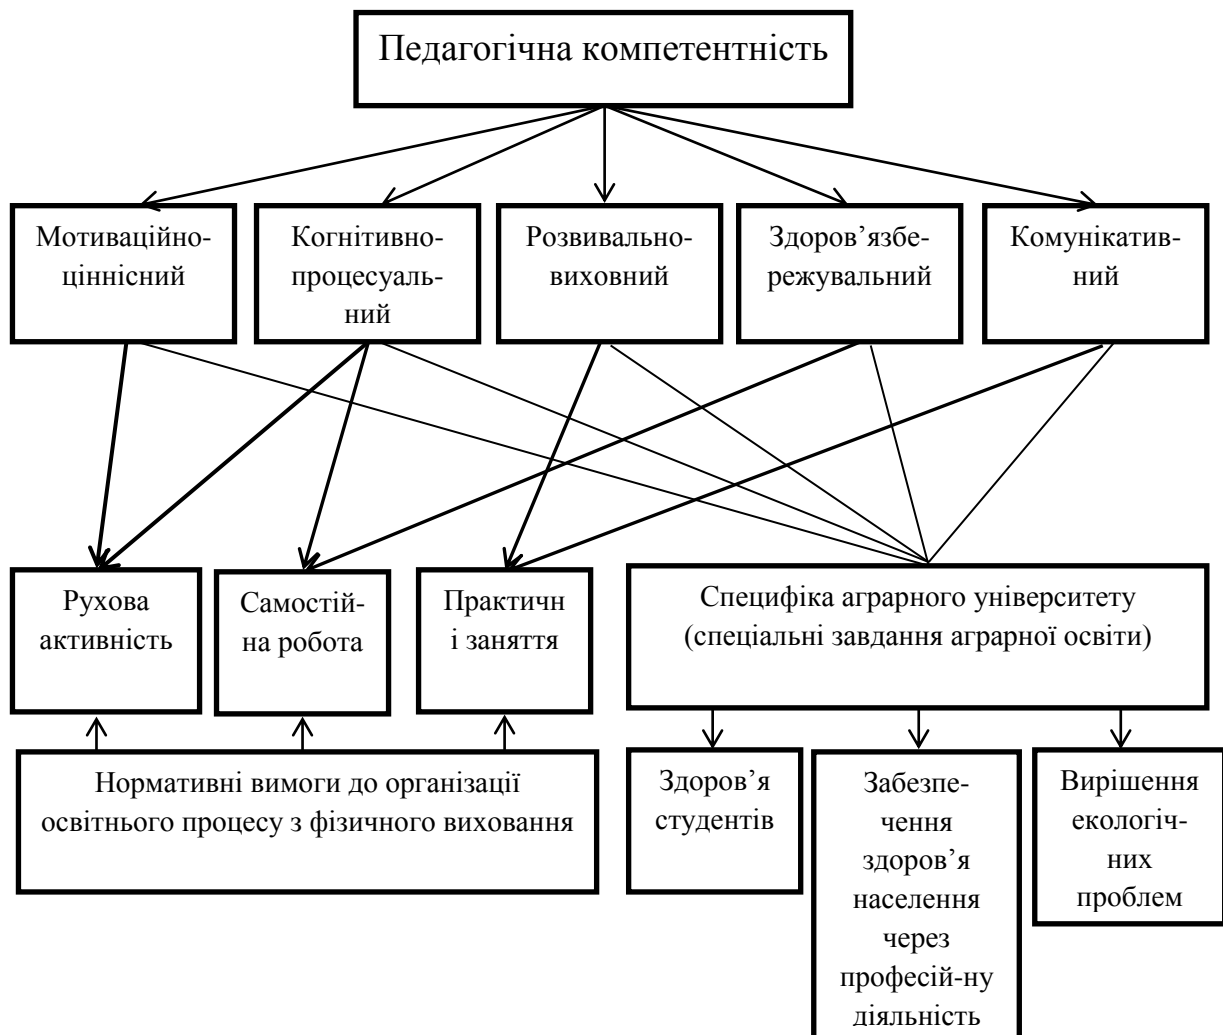 Педагогічна компетентність
Мотиваційно-
ціннісний
Когнітивно-
процесуаль-
ний
Розвивально-
виховний
Здоров’язбе-
режувальний
Комунікатив-
ний
Рухова
активність
Самостій-
на робота
Практичн
і заняття
Специфіка аграрного університету
(спеціальні завдання аграрної освіти)
Нормативні вимоги до організації
освітнього процесу з фізичного виховання
Здоров’я
студентів
Забезпе-
чення
здоров’я
населення
через
професій-ну
діяльність
Вирішення
екологіч-
них
проблем